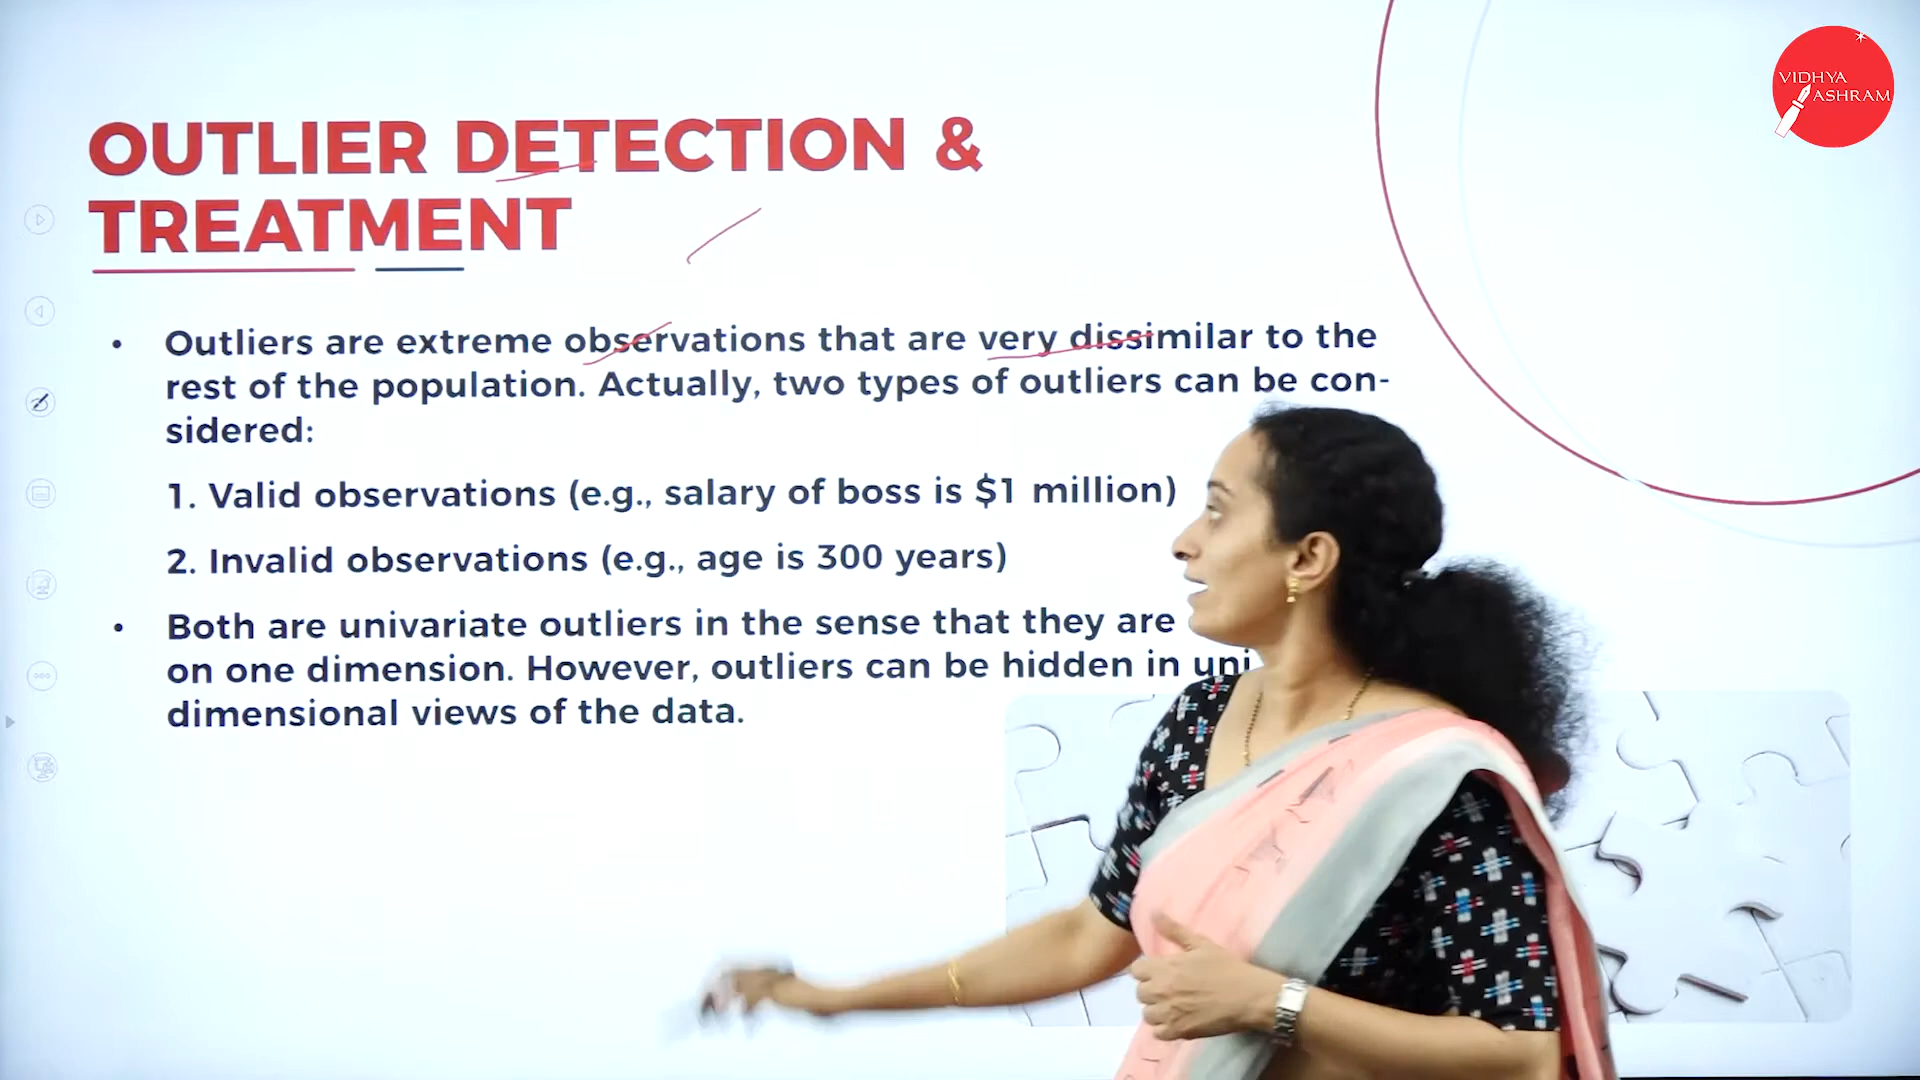 VIDHYA
ASHRAM
OUTLIER DETECTION &
TREATMENT
• Outliers are extreme observations that are very dissimilar to the
rest of the population. Actually, two types of outliers can be con-
sidered:
1. Valid observations (e.g., salary of boss is $1 million)
2. Invalid observations (e.g., age is 300 years)
• Both are univariate outliers in the sense that they are
on one dimension. However, outliers can be hidden in uni
dimensional views of the data.